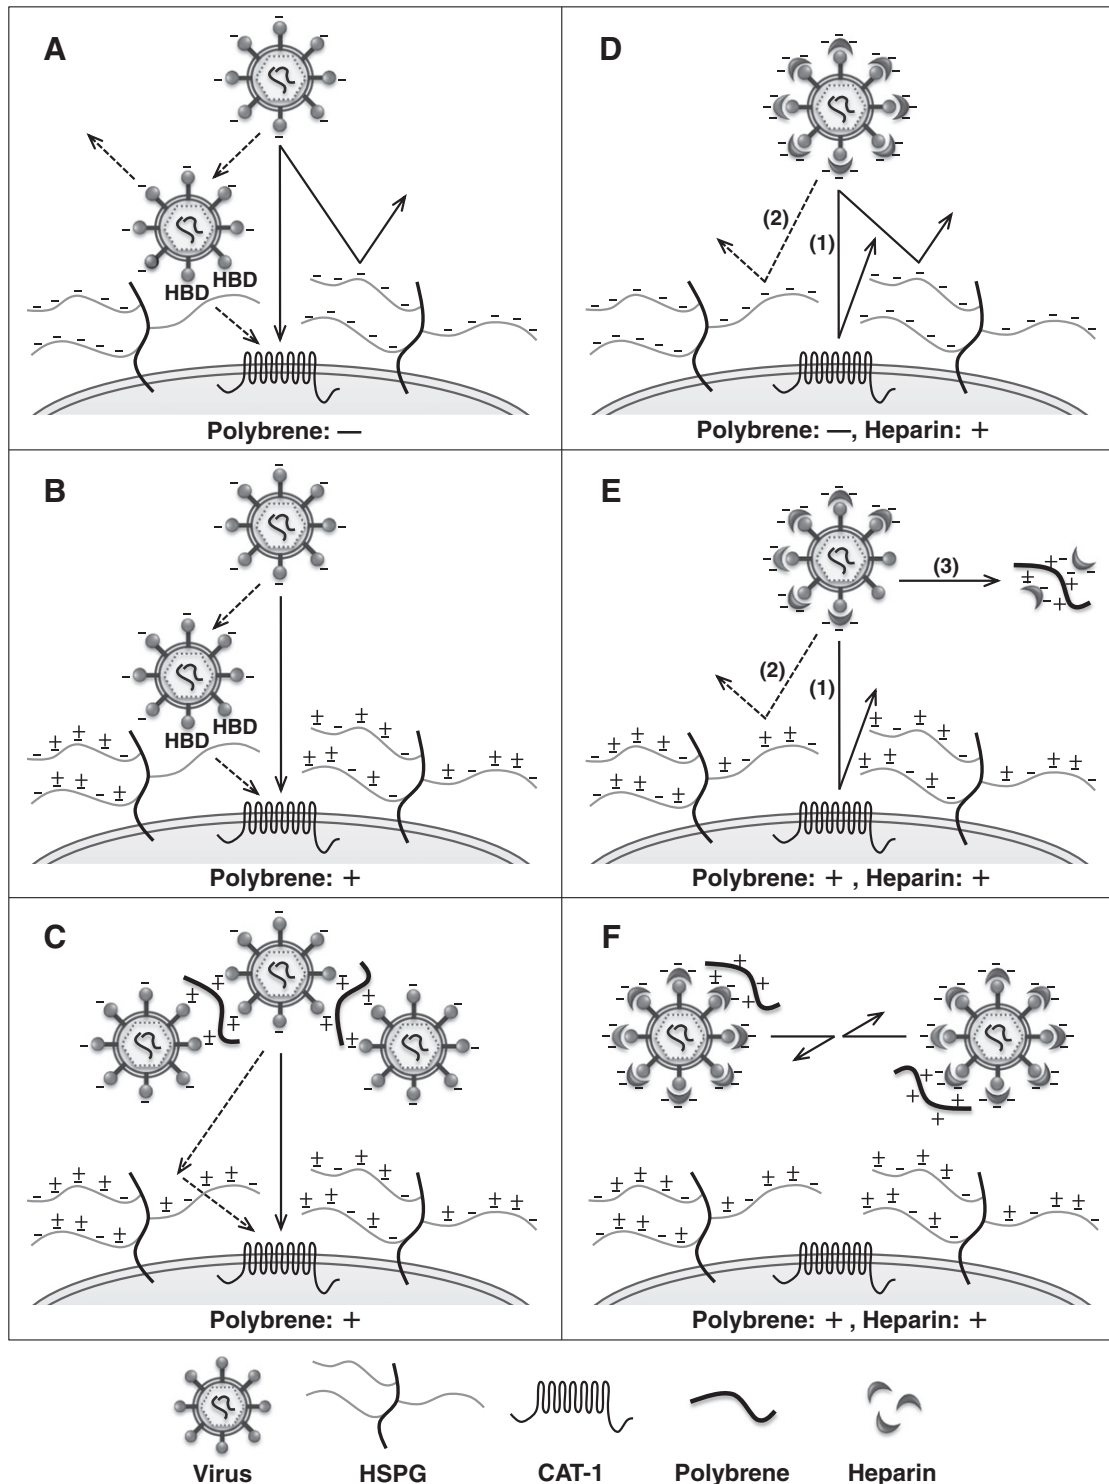 A
HBD
HBD
Polybrene: —
D
(2)
(1)
Polybrene: —, Heparin: +
B
HBD
HBD
Polybrene: +
E
(3)
(2)
(1)
Polybrene: + , Heparin: +
C
Polybrene: +
F
Polybrene: + , Heparin: +
Virus HSPG CAT-1 Polybrene Heparin